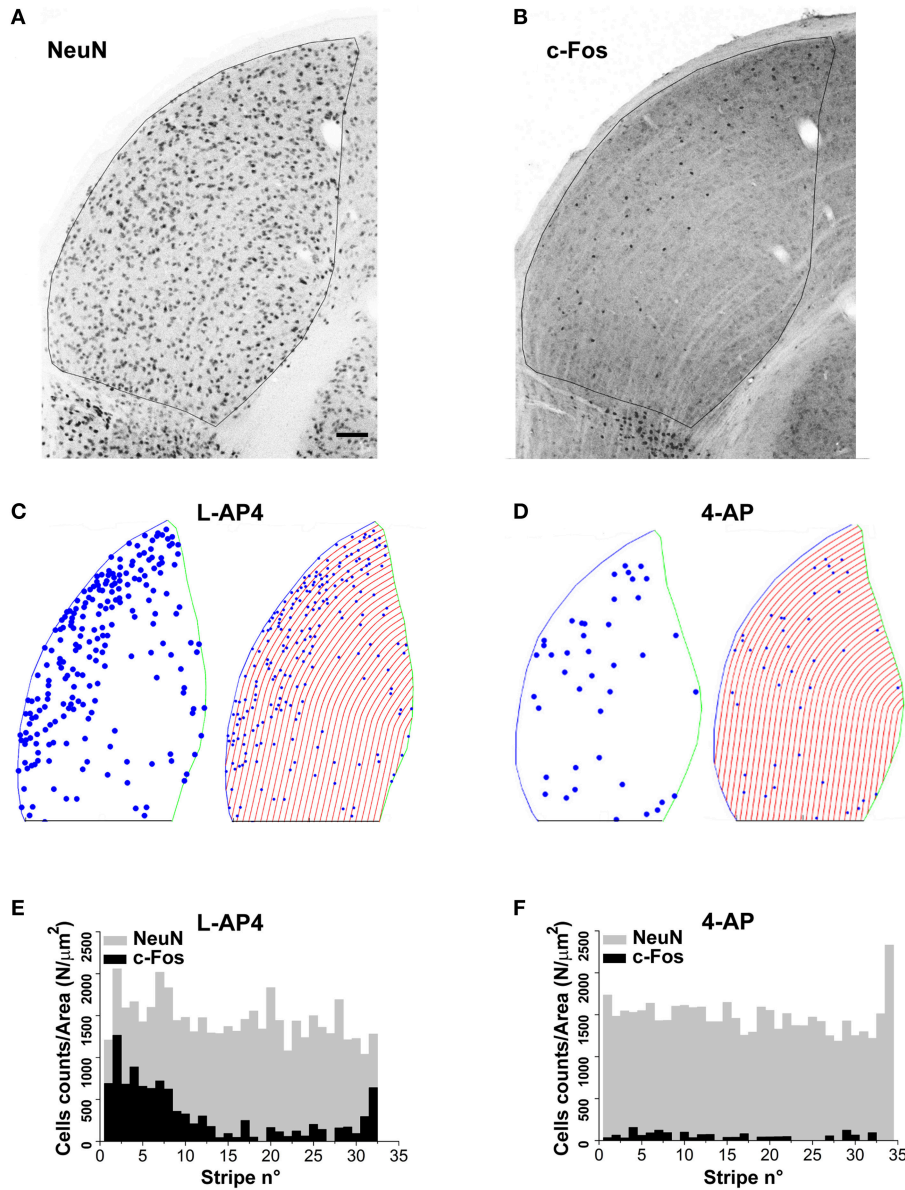 A
B
NeuN
c-Fos
C
L-AP4
D
4-AP
E
L-AP4
NeuN
c-Fos
Cells counts/Area (N/μm²)
0 500 1000 1500 2000 2500
0 5 10 15 20 25 30 35
Stripe n°
F
4-AP
NeuN
c-Fos
Cells counts/Area (N/μm²)
0 500 1000 1500 2000 2500
0 5 10 15 20 25 30 35
Stripe n°